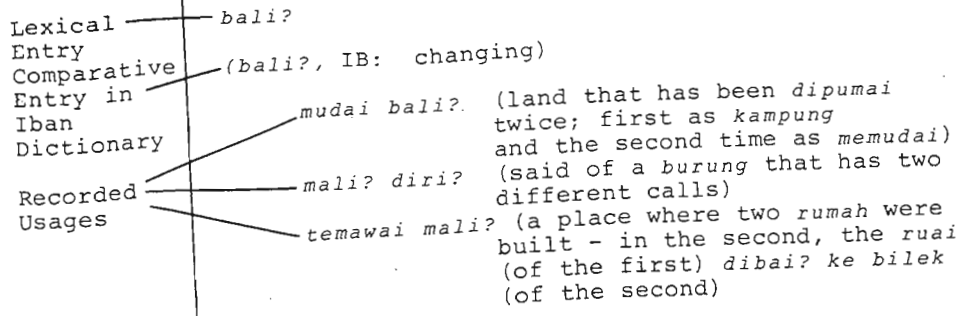 Lexical bali?
Entry
Comparative (bali?, IB: changing)
Entry in
Iban
Dictionary
mudai bali? (land that has been dipumai
twice; first as kampung
and the second time as memudai)
Recorded mali? diri? (said of a burung that has two
Usages different calls)
temawai mali? (a place where two rumah were
built - in the second, the ruai
(of the first) dibai? ke bilek
(of the second)